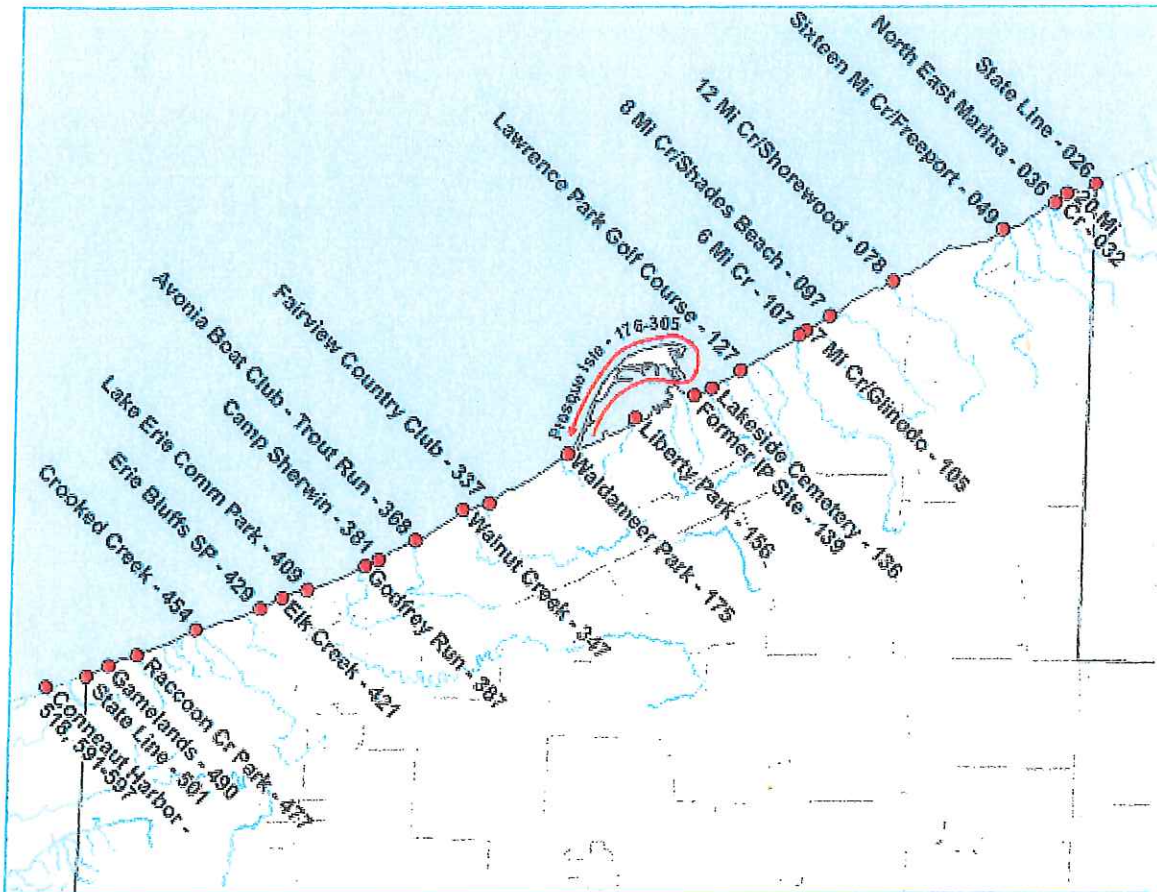 State Line - 026
20 Mi
Cr - 032
North East Marina - 036
Sixteen Mi Cr/Freeport - 049
12 Mi Cr/Shorewood - 078
8 Mi Cr/Shades Beach - 097
7 Mi Cr/Glinodo - 105
6 Mi Cr - 107
Lawrence Park Golf Course - 127
Lakeside Cemetery - 136
Former IP Site - 139
Liberty Park - 156
Waldameer Park - 175
Presque Isle - 176-305
Fairview Country Club - 337
Walnut Creek - 347
Avonia Boat Club - Trout Run - 368
Camp Sherwin - 381
Godfrey Run - 387
Lake Erie Comm Park - 409
Elk Creek - 421
Erie Bluffs SP - 429
Crooked Creek - 454
Raccoon Cr Park - 477
Gamelands - 490
State Line - 501
Conneaut Harbor -
518, 591-597